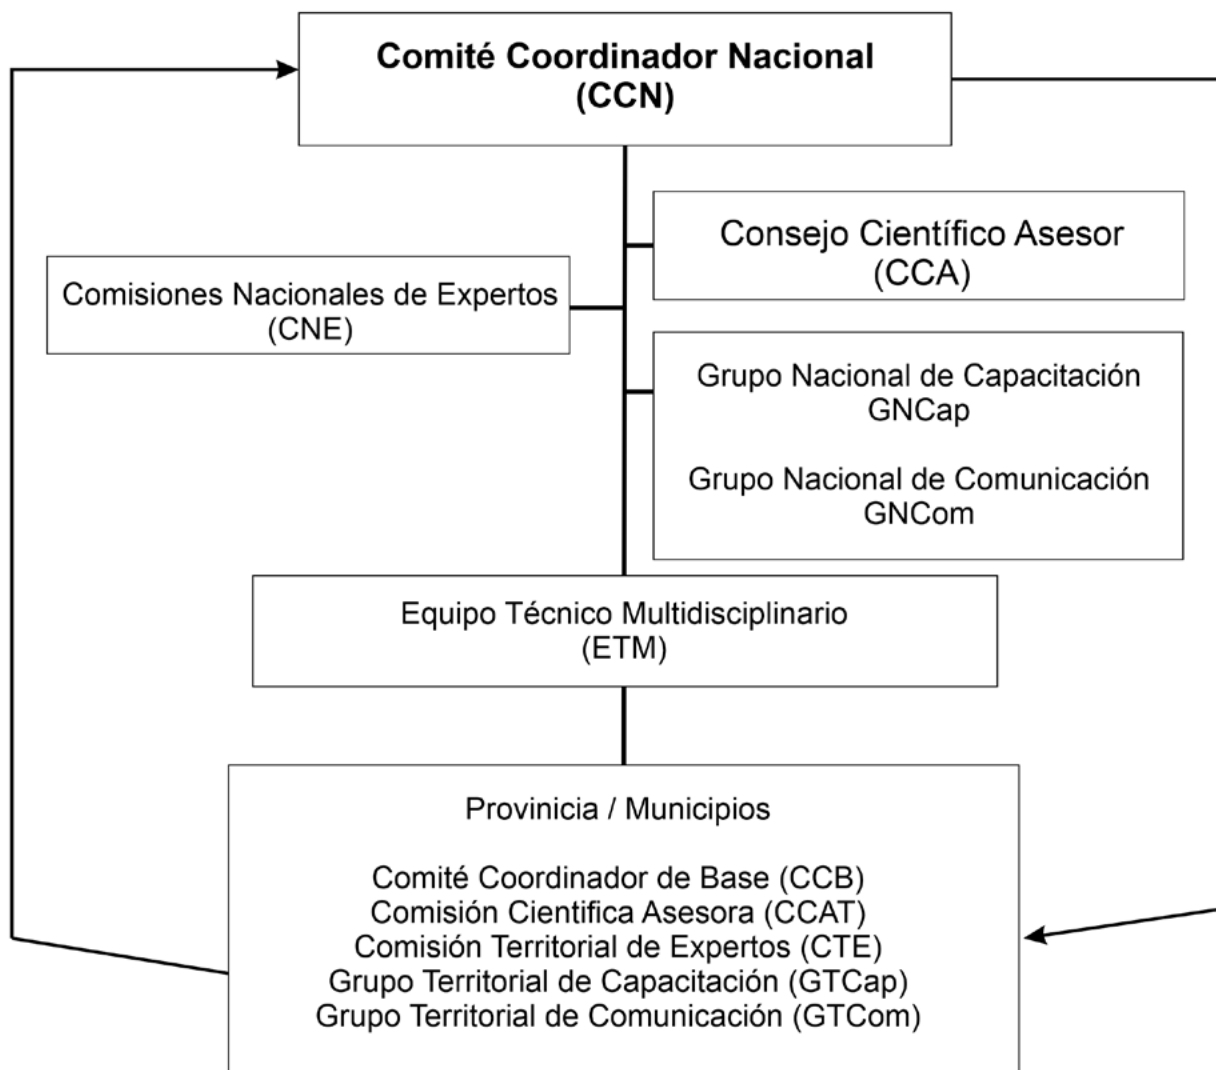 Comité Coordinador Nacional
(CCN)
Consejo Científico Asesor
(CCA)
Comisiones Nacionales de Expertos
(CNE)
Grupo Nacional de Capacitación
GNCap
Grupo Nacional de Comunicación
GNCom
Equipo Técnico Multidisciplinario
(ETM)
Provinicia / Municipios
Comité Coordinador de Base (CCB)
Comisión Cientifica Asesora (CCAT)
Comisión Territorial de Expertos (CTE)
Grupo Territorial de Capacitación (GTCap)
Grupo Territorial de Comunicación (GTCom)